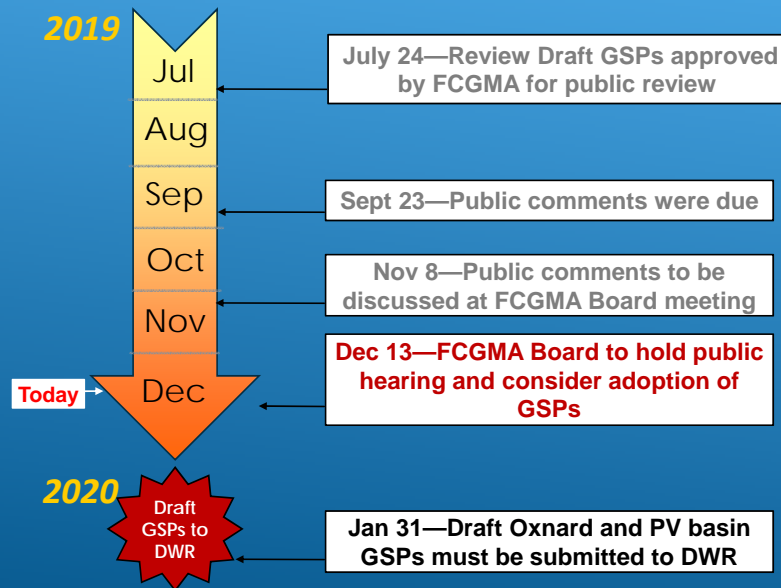 2019
Jul
July 24—Review Draft GSPs approved
by FCGMA for public review
Aug
Sep
Sept 23—Public comments were due
Oct
Nov 8—Public comments to be
discussed at FCGMA Board meeting
Nov
Dec 13—FCGMA Board to hold public
hearing and consider adoption of
GSPs
Today
Dec
2020
Draft
GSPs to
DWR
Jan 31—Draft Oxnard and PV basin
GSPs must be submitted to DWR